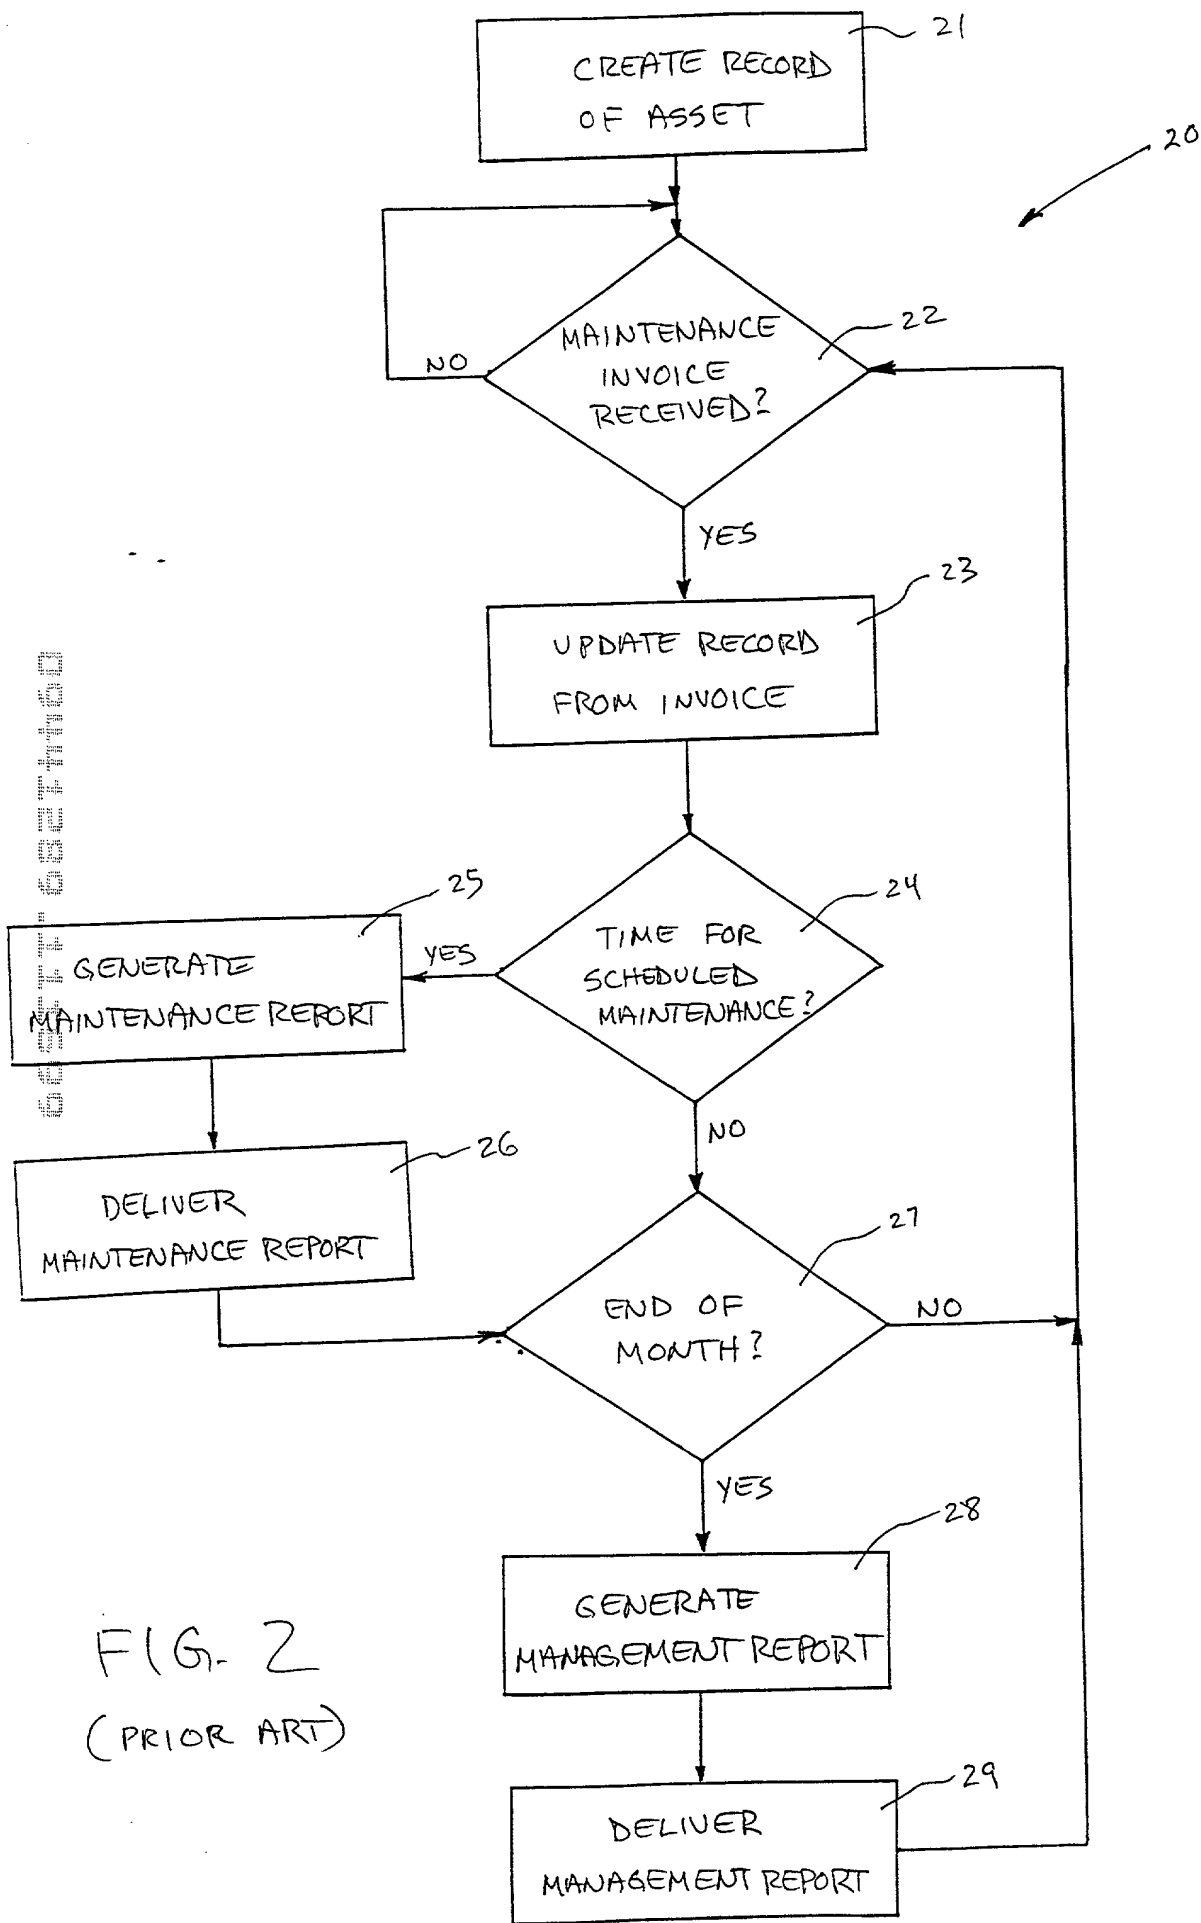 21
CREATE RECORD
OF ASSET
20
22
MAINTENANCE
INVOICE
RECEIVED?
NO
YES
23
UPDATE RECORD
FROM INVOICE
24
TIME FOR
SCHEDULED
MAINTENANCE?
YES
25
GENERATE
MAINTENANCE REPORT
NO
26
DELIVER
MAINTENANCE REPORT
27
END OF
MONTH?
NO
YES
28
GENERATE
MANAGEMENT REPORT
FIG. 2
(PRIOR ART)
29
DELIVER
MANAGEMENT REPORT